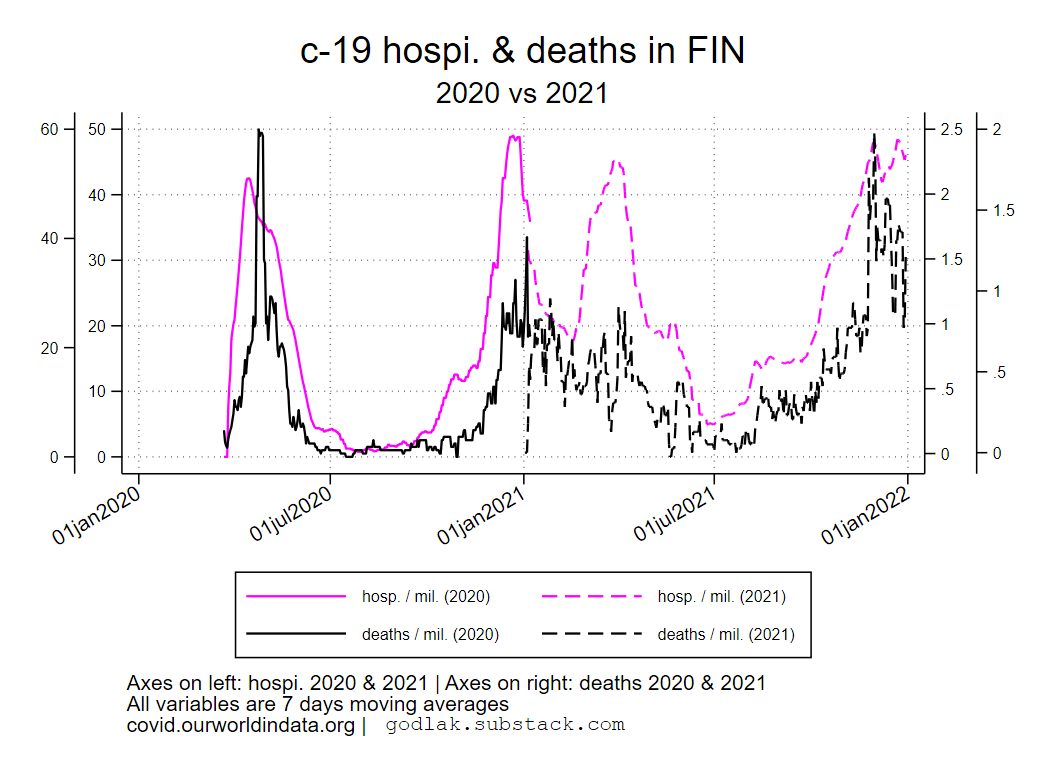 c-19 hospi. & deaths in FIN
2020 vs 2021
60
40
20
0
50
40
30
20
10
0
2.5
2
1.5
1
.5
0
2
1.5
1
.5
0
01jan2020
01jul2020
01jan2021
01jul2021
01jan2022
hosp. / mil. (2020)
hosp. / mil. (2021)
deaths / mil. (2020)
deaths / mil. (2021)
Axes on left: hospi. 2020 & 2021 | Axes on right: deaths 2020 & 2021
All variables are 7 days moving averages
covid.ourworldindata.org | godlak.substack.com